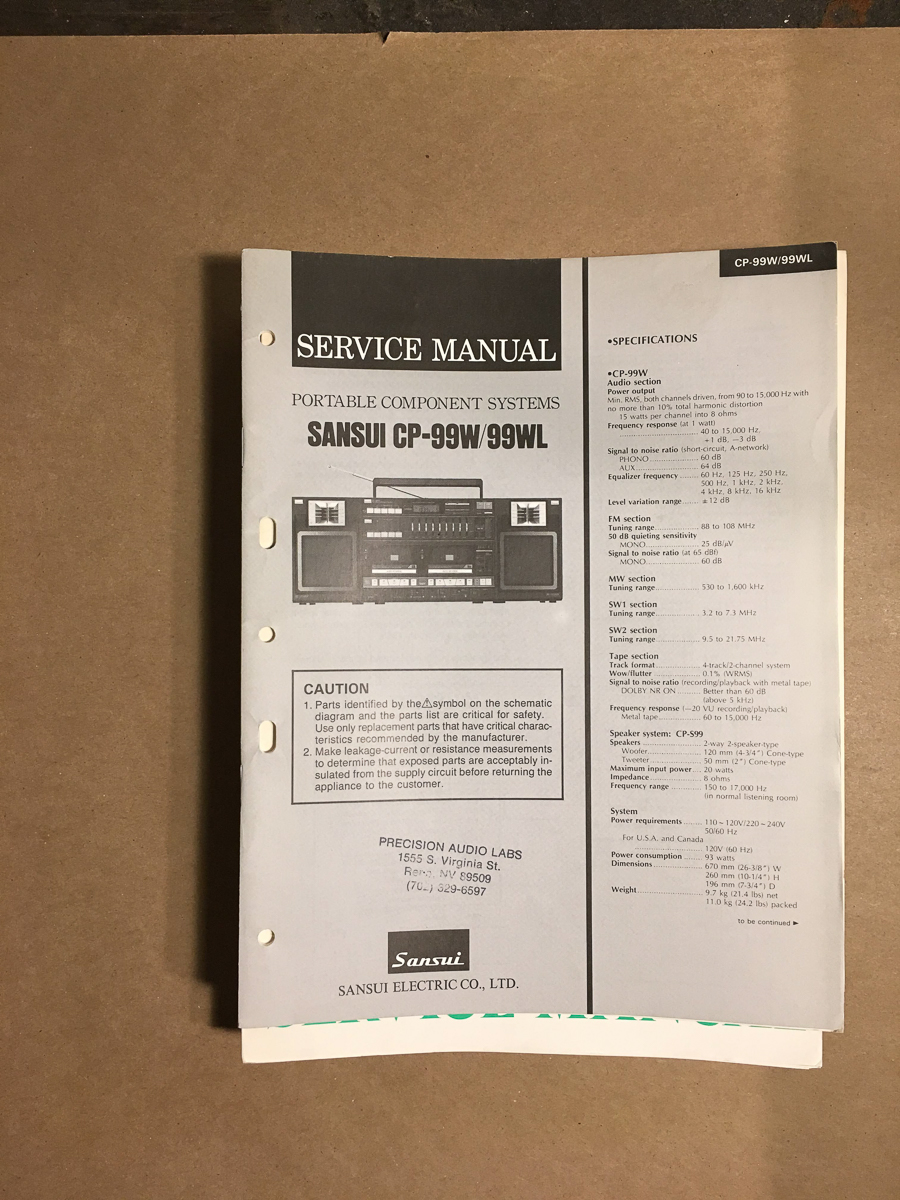 CP-99W/99WL
SERVICE MANUAL
PORTABLE COMPONENT SYSTEMS
SANSUI CP-99W/99WL
CAUTION
1. Parts identified by the ⚠ symbol on the schematic
diagram and the parts list are critical for safety.
Use only replacement parts that have critical charac-
teristics recommended by the manufacturer.
2. Make leakage-current or resistance measurements
to determine that exposed parts are acceptably in-
sulated from the supply circuit before returning the
appliance to the customer.
PRECISION AUDIO LABS
1555 S. Virginia St.
NV 89509
329-6597
Sansui
SANSUI ELECTRIC CO., LTD.
•SPECIFICATIONS
•CP-99W
Audio section
Power output
Min. RMS, both channels driven, from 90 to 15,000 Hz with
no more than 10% total harmonic distortion
15 watts per channel into 8 ohms
Frequency response (at 1 watt)
40 to 15,000 Hz,
+1 dB, −3 dB
Signal to noise ratio (short-circuit, A-network)
PHONO 60 dB
AUX 64 dB
Equalizer frequency 60 Hz, 125 Hz, 250 Hz,
500 Hz, 1 kHz, 2 kHz,
4 kHz, 8 kHz, 16 kHz
Level variation range ±12 dB
FM section
Tuning range 88 to 108 MHz
50 dB quieting sensitivity
MONO 25 dB/μV
Signal to noise ratio (at 65 dBf)
MONO 60 dB
MW section
Tuning range 530 to 1,600 kHz
SW1 section
Tuning range 3.2 to 7.3 MHz
SW2 section
Tuning range 9.5 to 21.75 MHz
Tape section
Track format 4-track/2-channel system
Wow/flutter 0.1% (WRMS)
Signal to noise ratio (recording/playback with metal tape)
DOLBY NR ON Better than 60 dB
(above 5 kHz)
Frequency response (−20 VU recording/playback)
Metal tape 60 to 15,000 Hz
Speaker system: CP-S99
Speakers 2-way 2-speaker-type
Woofer 120 mm (4-3/4") Cone-type
Tweeter 50 mm (2") Cone-type
Maximum input power 20 watts
Impedance 8 ohms
Frequency range 150 to 17,000 Hz
(in normal listening room)
System
Power requirements 110~120V/220~240V
50/60 Hz
For U.S.A. and Canada
120V (60 Hz)
Power consumption 93 watts
Dimensions 670 mm (26-3/8") W
260 mm (10-1/4") H
196 mm (7-3/4") D
Weight 9.7 kg (21.4 lbs) net
11.0 kg (24.2 lbs) packed
to be continued ►